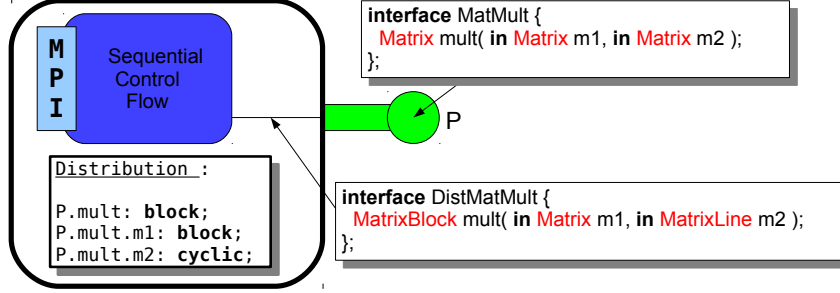 interface MatMult {
Matrix mult( in Matrix m1, in Matrix m2 );
};
M
P
I
Sequential
Control
Flow
P
Distribution :
P.mult: block;
P.mult.m1: block;
P.mult.m2: cyclic;
interface DistMatMult {
MatrixBlock mult( in Matrix m1, in MatrixLine m2 );
};